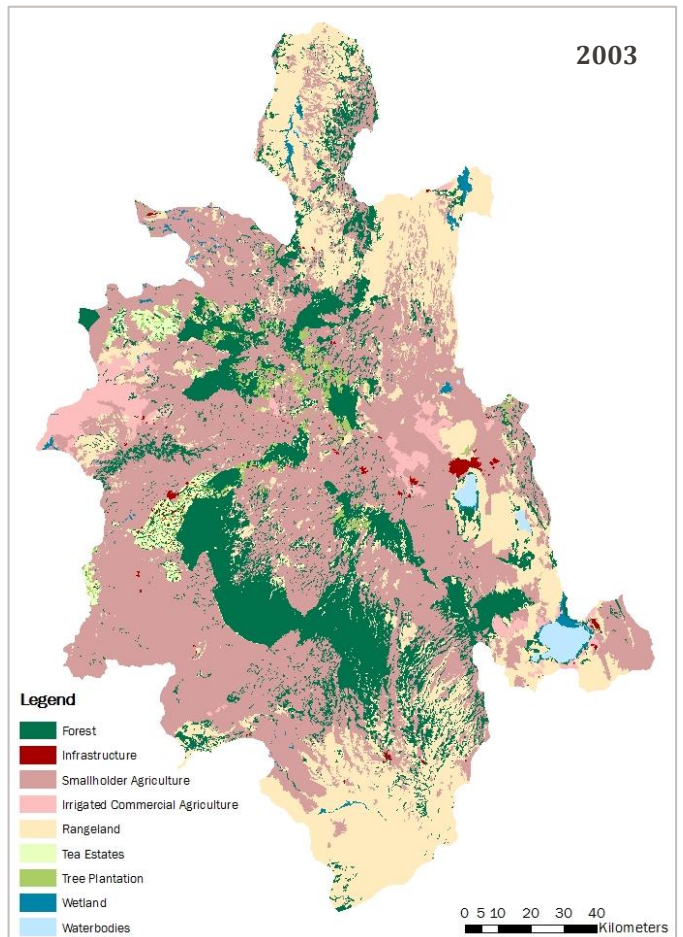 2003
Legend
Forest
Infrastructure
Smallholder Agriculture
Irrigated Commercial Agriculture
Rangeland
Tea Estates
Tree Plantation
Wetland
Waterbodies
0 5 10 20 30 40
Kilometers